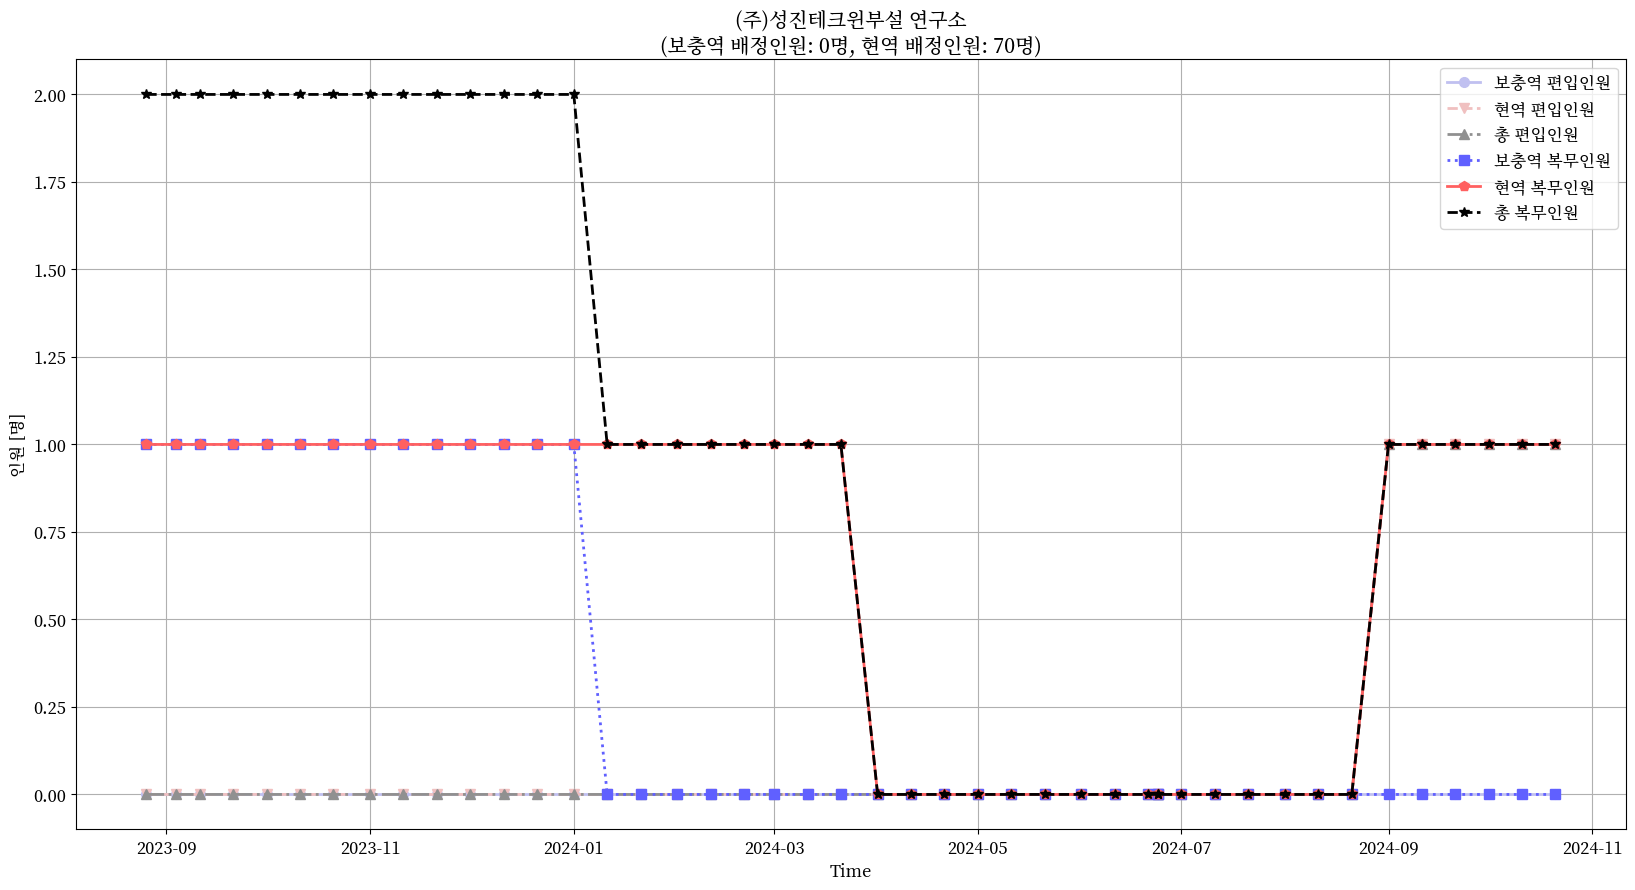 (주)성진테크윈부설 연구소
(보충역 배정인원: 0명, 현역 배정인원: 70명)
보충역 편입인원
현역 편입인원
총 편입인원
보충역 복무인원
현역 복무인원
총 복무인원
인원 [명]
2.00
1.75
1.50
1.25
1.00
0.75
0.50
0.25
0.00
2023-09 2023-11 2024-01 2024-03 2024-05 2024-07 2024-09 2024-11
Time